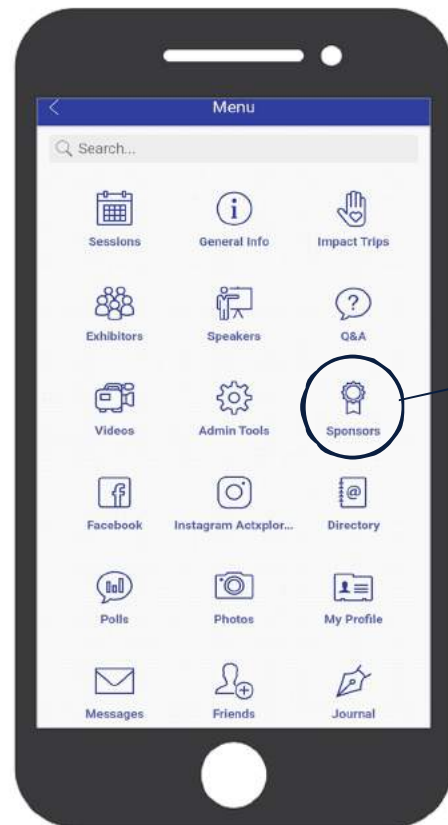 Menu
Search...
Sessions
General Info
Impact Trips
Exhibitors
Speakers
Q&A
Videos
Admin Tools
Sponsors
Facebook
Instagram Actxplor...
Directory
Polls
Photos
My Profile
Messages
Friends
Journal